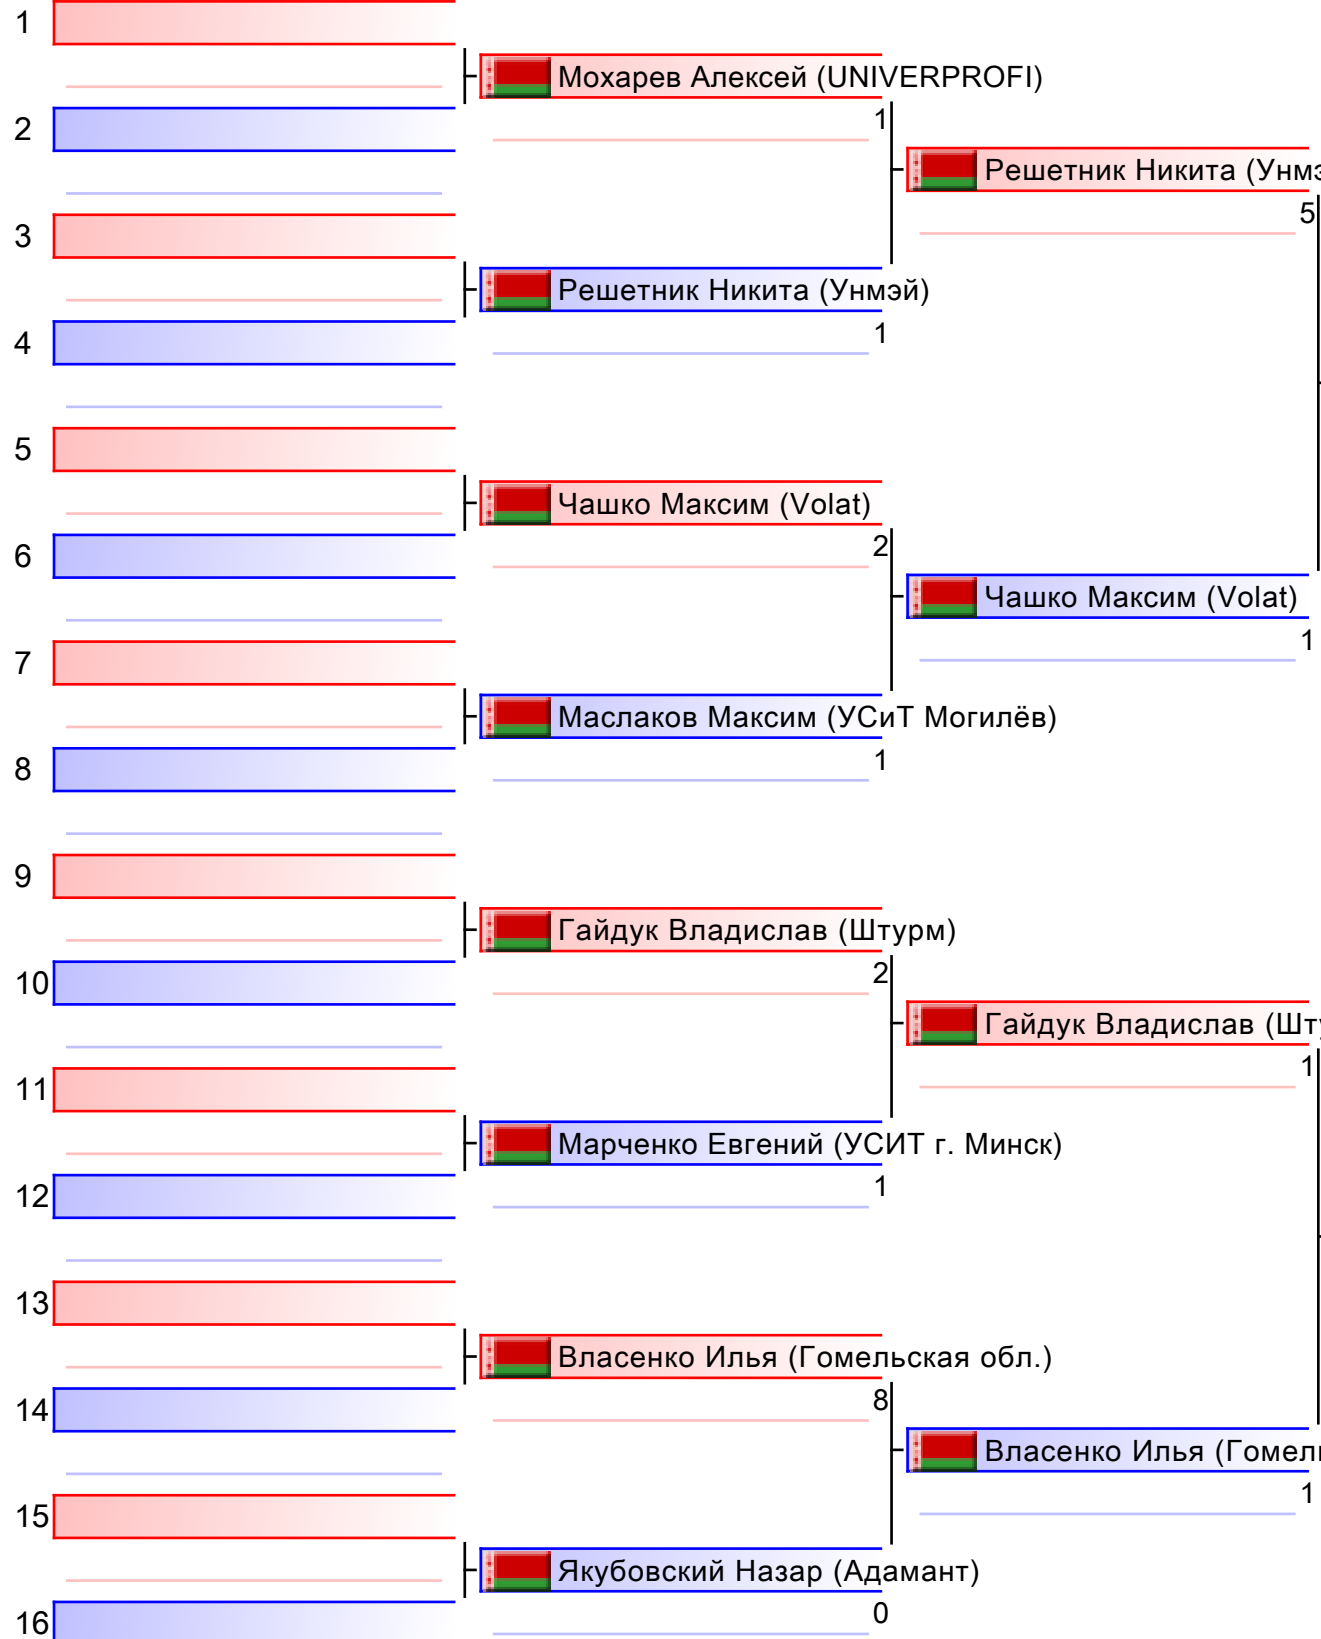 1
Мохарев Алексей (UNIVERPROFI)
1
2
Решетник Никита (Унмэ
5
3
Решетник Никита (Унмэй)
1
4
5
Чашко Максим (Volat)
2
6
Чашко Максим (Volat)
1
7
Маслаков Максим (УСиТ Могилёв)
1
8
9
Гайдук Владислав (Штурм)
2
10
Гайдук Владислав (Шту
1
11
Марченко Евгений (УСИТ г. Минск)
1
12
13
Власенко Илья (Гомельская обл.)
8
14
Власенко Илья (Гомель
1
15
Якубовский Назар (Адамант)
0
16